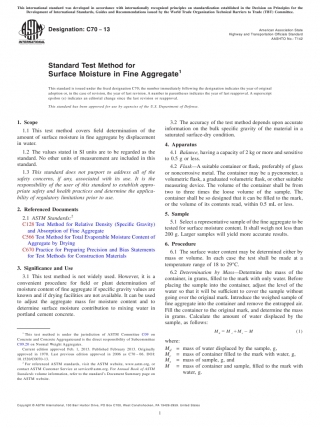 This international standard was developed in accordance with internationally recognized principles on standardization established in the Decision on Principles for the
Development of International Standards, Guides and Recommendations issued by the World Trade Organization Technical Barriers to Trade (TBT) Committee.
Designation: C70 − 13
American Association State
Highway and Transportation Officials Standard
AASHTO No.: T142
Standard Test Method for
Surface Moisture in Fine Aggregate1
This standard is issued under the fixed designation C70; the number immediately following the designation indicates the year of original
adoption or, in the case of revision, the year of last revision. A number in parentheses indicates the year of last reapproval. A superscript
epsilon (ε) indicates an editorial change since the last revision or reapproval.
This standard has been approved for use by agencies of the U.S. Department of Defense.
1. Scope
1.1 This test method covers field determination of the
amount of surface moisture in fine aggregate by displacement
in water.
1.2 The values stated in SI units are to be regarded as the
standard. No other units of measurement are included in this
standard.
1.3 This standard does not purport to address all of the
safety concerns, if any, associated with its use. It is the
responsibility of the user of this standard to establish appro-
priate safety and health practices and determine the applica-
bility of regulatory limitations prior to use.
2. Referenced Documents
2.1 ASTM Standards:2
C128 Test Method for Relative Density (Specific Gravity)
and Absorption of Fine Aggregate
C566 Test Method for Total Evaporable Moisture Content of
Aggregate by Drying
C670 Practice for Preparing Precision and Bias Statements
for Test Methods for Construction Materials
3. Significance and Use
3.1 This test method is not widely used. However, it is a
convenient procedure for field or plant determination of
moisture content of fine aggregate if specific gravity values are
known and if drying facilities are not available. It can be used
to adjust the aggregate mass for moisture content and to
determine surface moisture contribution to mixing water in
portland cement concrete.
1 This test method is under the jurisdiction of ASTM Committee C09 on
Concrete and Concrete Aggregates and is the direct responsibility of Subcommittee
C09.20 on Normal Weight Aggregates.
Current edition approved Feb. 1, 2013. Published February 2013. Originally
approved in 1978. Last previous edition approved in 2006 as C70 – 06. DOI:
10.1520/C0070-13.
2 For referenced ASTM standards, visit the ASTM website, www.astm.org, or
contact ASTM Customer Service at service@astm.org. For Annual Book of ASTM
Standards volume information, refer to the standard's Document Summary page on
the ASTM website.
3.2 The accuracy of the test method depends upon accurate
information on the bulk specific gravity of the material in a
saturated surface-dry condition.
4. Apparatus
4.1 Balance, having a capacity of 2 kg or more and sensitive
to 0.5 g or less.
4.2 Flask—A suitable container or flask, preferably of glass
or noncorrosive metal. The container may be a pycnometer, a
volumetric flask, a graduated volumetric flask, or other suitable
measuring device. The volume of the container shall be from
two to three times the loose volume of the sample. The
container shall be so designed that it can be filled to the mark,
or the volume of its contents read, within 0.5 mL or less.
5. Sample
5.1 Select a representative sample of the fine aggregate to be
tested for surface moisture content. It shall weigh not less than
200 g. Larger samples will yield more accurate results.
6. Procedure
6.1 The surface water content may be determined either by
mass or volume. In each case the test shall be made at a
temperature range of 18 to 29°C.
6.2 Determination by Mass—Determine the mass of the
container, in grams, filled to the mark with only water. Before
placing the sample into the container, adjust the level of the
water so that it will be sufficient to cover the sample without
going over the original mark. Introduce the weighed sample of
fine aggregate into the container and remove the entrapped air.
Fill the container to the original mark, and determine the mass
in grams. Calculate the amount of water displaced by the
sample, as follows:
where:
= mass of water displaced by the sample, g,
= mass of container filled to the mark with water, g,
= mass of sample, g, and
M = mass of container and sample, filled to the mark with
water, g.
Copyright © ASTM International, 100 Barr Harbor Drive, PO Box C700, West Conshohocken, PA 19428-2959. United States
1